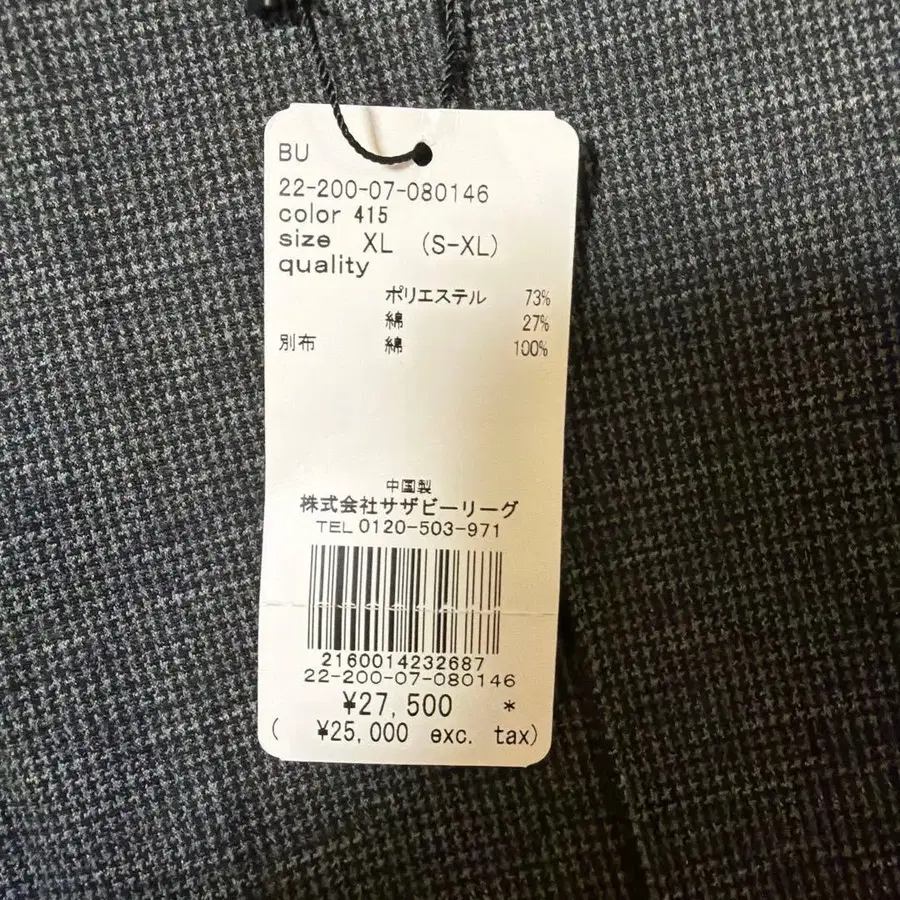 BU
22-200-07-080146
color 415
size XL (S-XL)
quality
ポリエステル 73%
綿 27%
別布 綿 100%
中国製
株式会社サザビーリーグ
TEL 0120-503-971
2160014232687
22-200-07-080146
¥27,500 *
( ¥25,000 exc. tax)